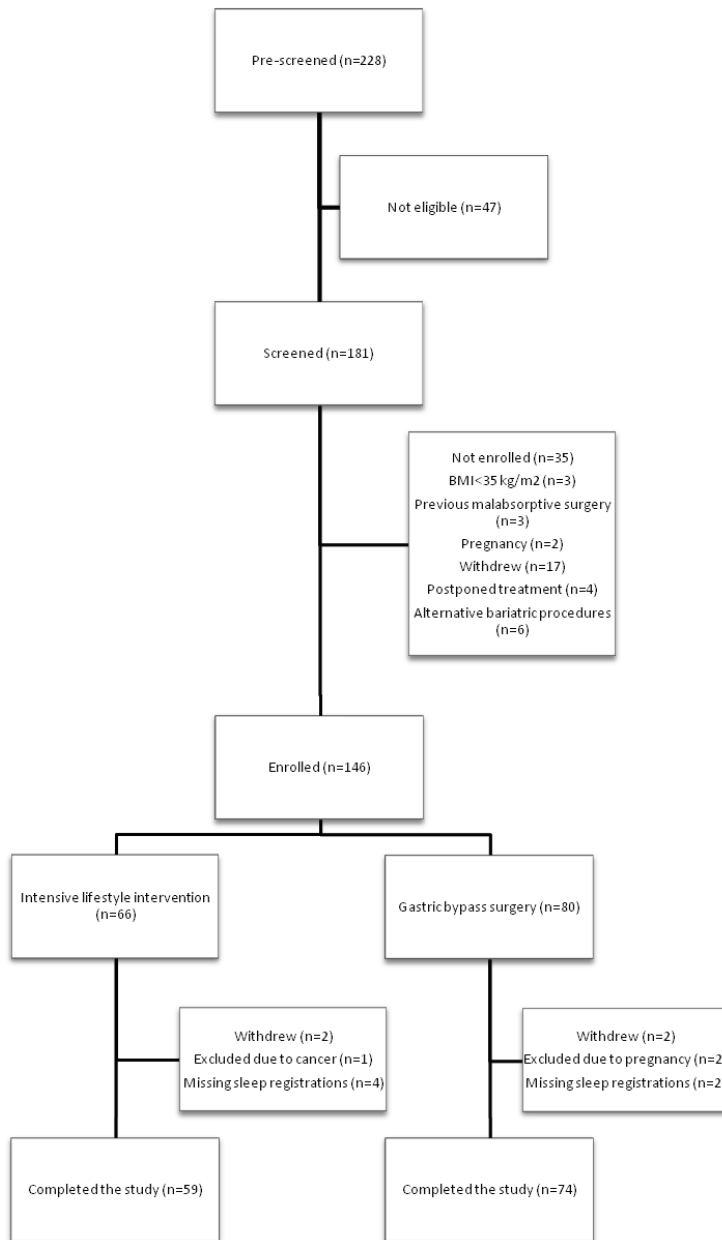 Pre-screened (n=228)
Not eligible (n=47)
Screened (n=181)
Not enrolled (n=35)
BMI<35 kg/m2 (n=3)
Previous malabsorptive surgery
(n=3)
Pregnancy (n=2)
Withdrew (n=17)
Postponed treatment (n=4)
Alternative bariatric procedures
(n=6)
Enrolled (n=146)
Intensive lifestyle intervention
(n=66)
Gastric bypass surgery (n=80)
Withdrew (n=2)
Excluded due to cancer (n=1)
Missing sleep registrations (n=4)
Withdrew (n=2)
Excluded due to pregnancy (n=2
Missing sleep registrations (n=2
Completed the study (n=59)
Completed the study (n=74)